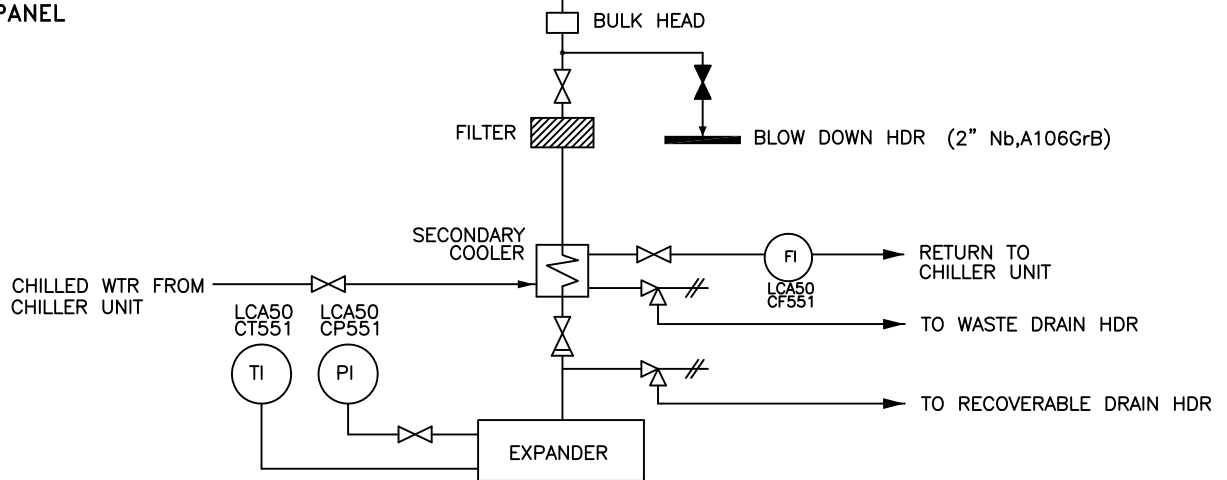 PANEL
BULK HEAD
FILTER
BLOW DOWN HDR (2" Nb,A106GrB)
SECONDARY
COOLER
FI
LCA50
CF551
RETURN TO
CHILLER UNIT
CHILLED WTR FROM
CHILLER UNIT
LCA50
CT551
LCA50
CP551
TO WASTE DRAIN HDR
TI
PI
TO RECOVERABLE DRAIN HDR
EXPANDER